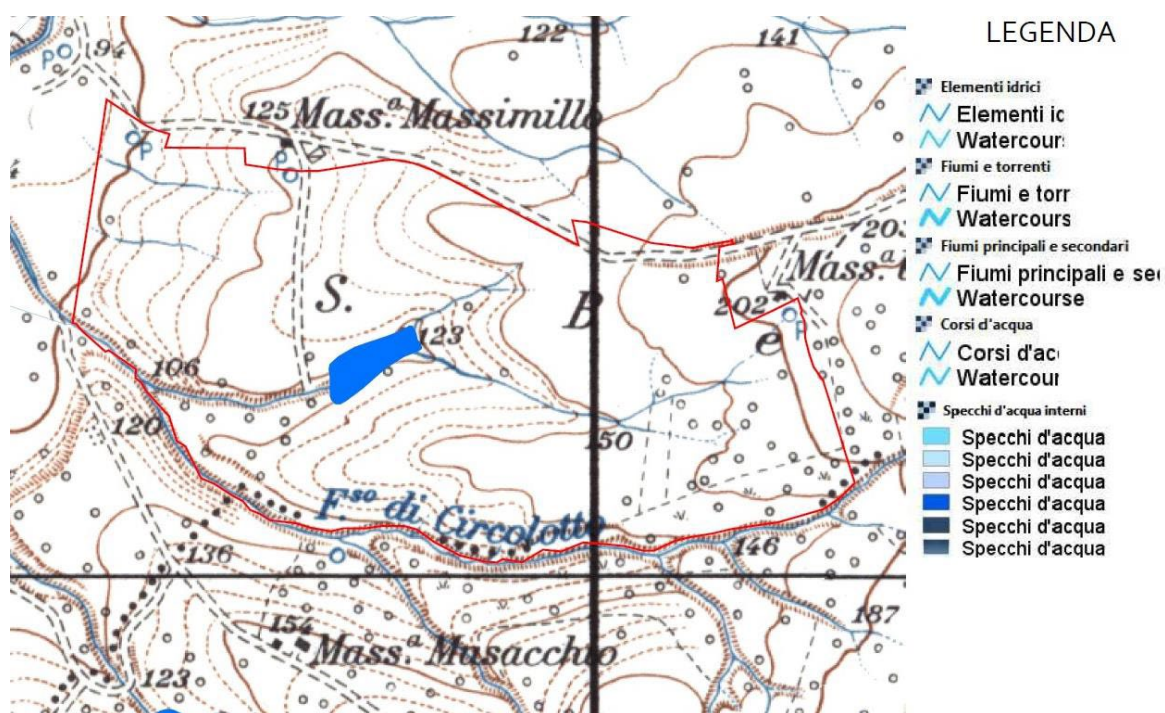 94
P
122
141
125 Mass.ª Massimillo
P
P
203
Mass.ª
S.
B
202
P
e
123
106
120
150
F.so di Circolotto
136
146
187
154
Mass.ª Musacchio
123
LEGENDA
Elementi idrici
Elementi ic
Watercour
Fiumi e torrenti
Fiumi e torr
Watercours
Fiumi principali e secondari
Fiumi principali e se
Watercourse
Corsi d'acqua
Corsi d'ac
Watercour
Specchi d'acqua interni
Specchi d'acqua
Specchi d'acqua
Specchi d'acqua
Specchi d'acqua
Specchi d'acqua
Specchi d'acqua